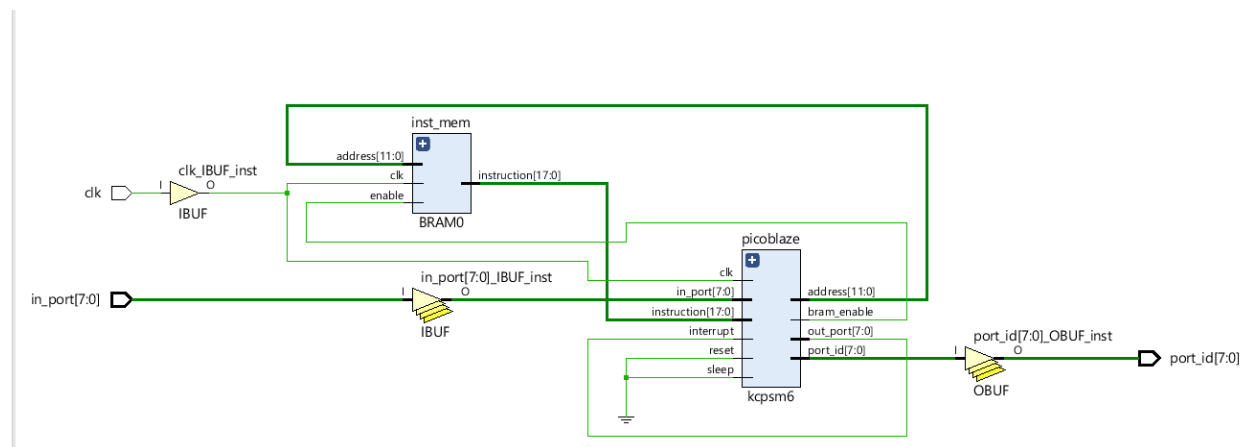 inst_mem
address[11:0]
clk
enable
instruction[17:0]
BRAM0
clk
I
clk_IBUF_inst
O
IBUF
in_port[7:0]
I
in_port[7:0]_IBUF_inst
O
IBUF
picoblaze
clk
in_port[7:0]
instruction[17:0]
interrupt
reset
sleep
address[11:0]
bram_enable
out_port[7:0]
port_id[7:0]
kcpsm6
I
port_id[7:0]_OBUF_inst
O
OBUF
port_id[7:0]